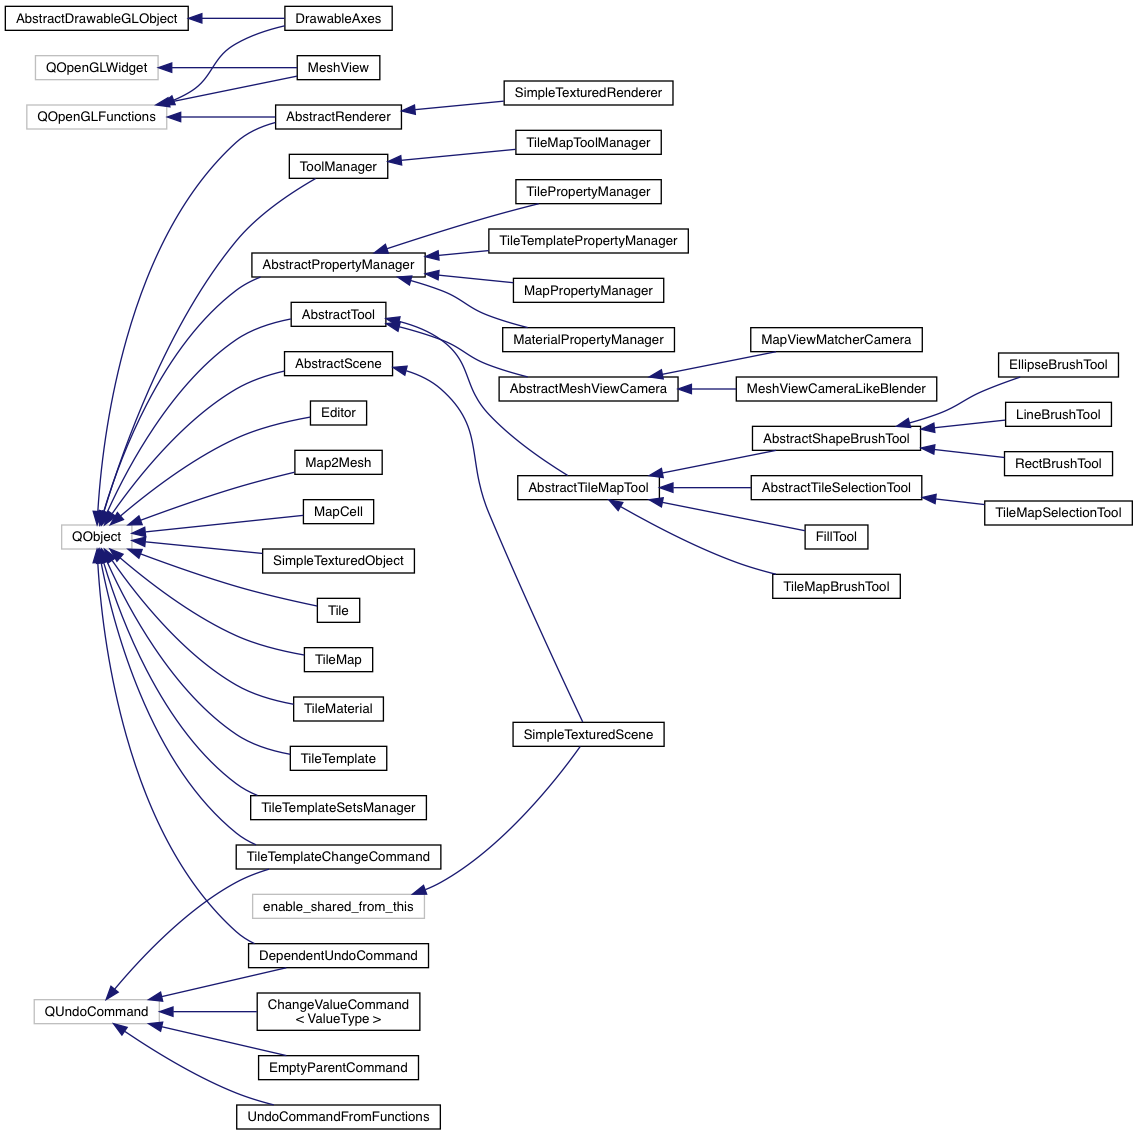 AbstractDrawableGLObject
DrawableAxes
QOpenGLWidget
MeshView
QOpenGLFunctions
AbstractRenderer
SimpleTexturedRenderer
ToolManager
TileMapToolManager
TilePropertyManager
TileTemplatePropertyManager
AbstractPropertyManager
MapPropertyManager
MaterialPropertyManager
AbstractTool
AbstractScene
AbstractMeshViewCamera
MapViewMatcherCamera
MeshViewCameraLikeBlender
EllipseBrushTool
LineBrushTool
RectBrushTool
AbstractShapeBrushTool
Editor
Map2Mesh
AbstractTileMapTool
AbstractTileSelectionTool
TileMapSelectionTool
MapCell
FillTool
QObject
SimpleTexturedObject
TileMapBrushTool
Tile
TileMap
TileMaterial
SimpleTexturedScene
TileTemplate
TileTemplateSetsManager
TileTemplateChangeCommand
enable_shared_from_this
DependentUndoCommand
QUndoCommand
ChangeValueCommand
< ValueType >
EmptyParentCommand
UndoCommandFromFunctions